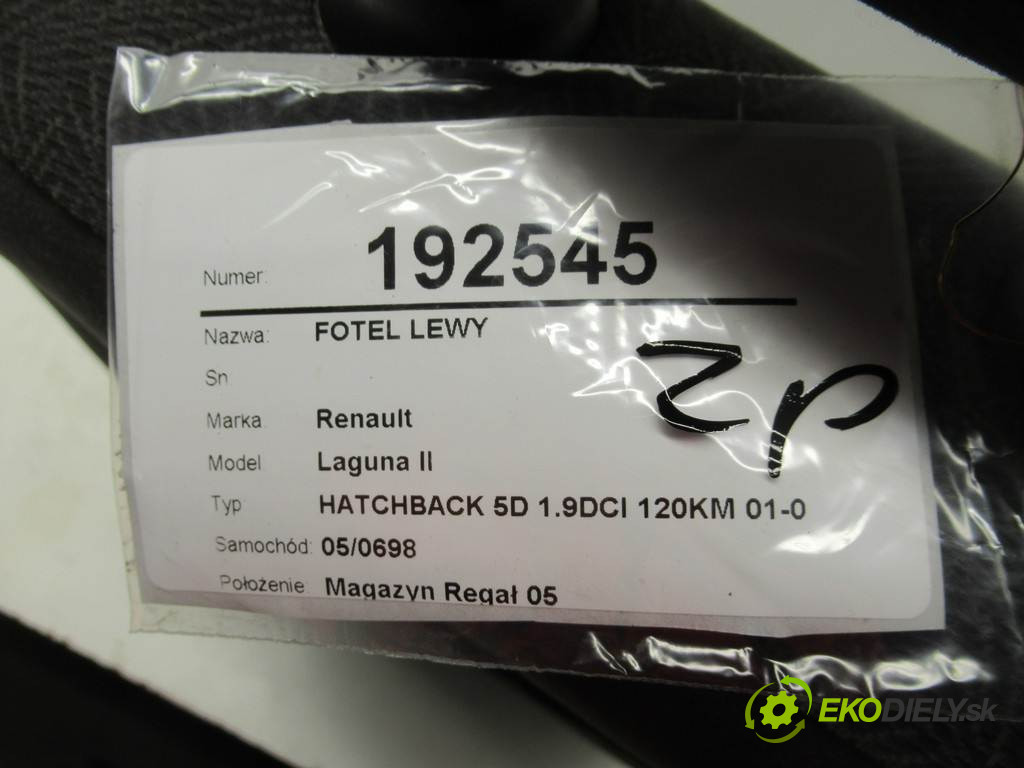 Numer: 192545
Nazwa: FOTEL LEWY
Sn
Marka Renault
Model Laguna II
Typ HATCHBACK 5D 1.9DCI 120KM 01-0
Samochód: 05/0698
Położenie Magazyn Regał 05
Zp
EKODIELY.sk